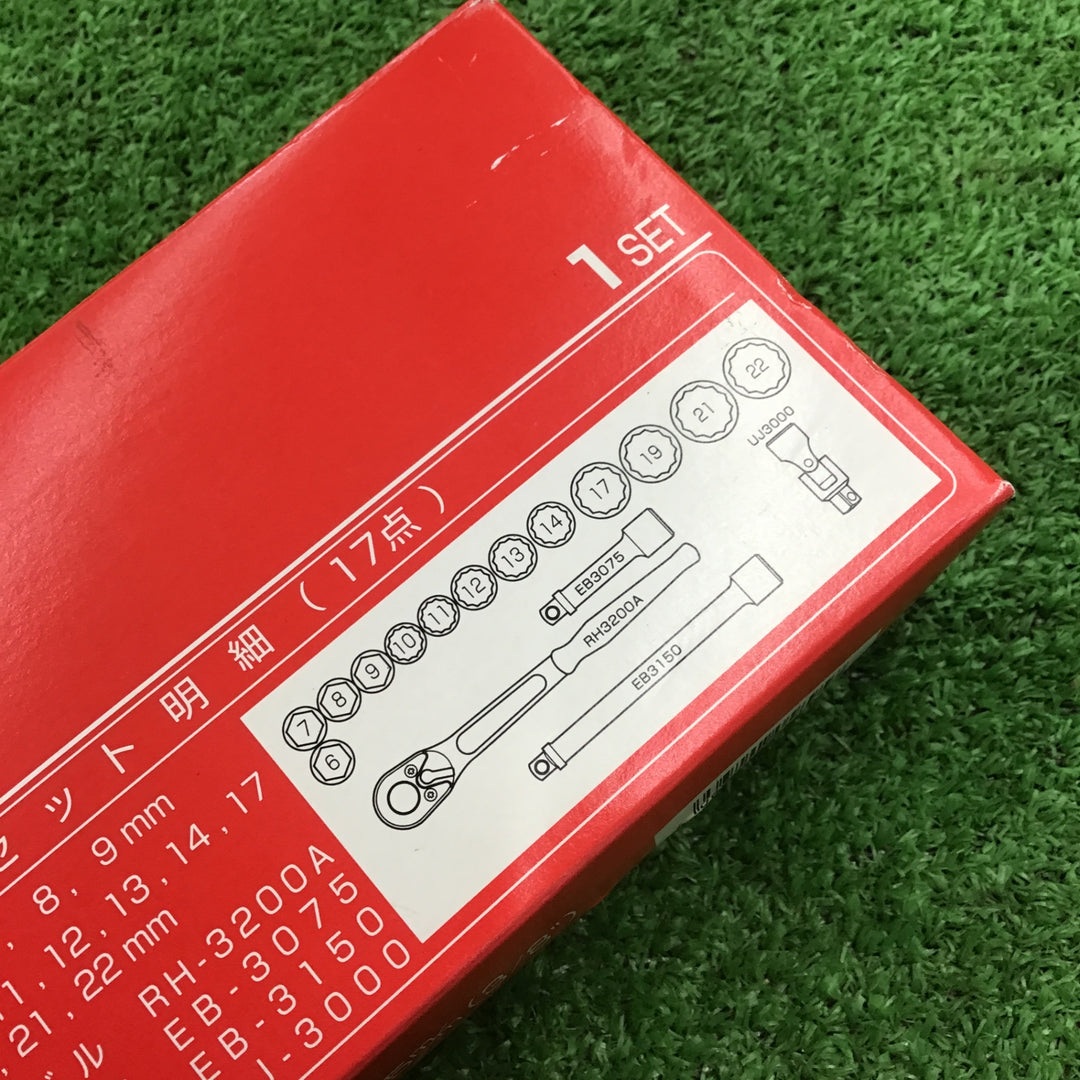 1 SET
ット明細(17点)
8, 9mm
12, 13, 14, 17
21, 22mm
RH-3200A
EB-3075
EB-3150
J-3000
22
21
19
17
14
13
12
11
10
9
8
7
6
UJ3000
EB3075
RH3200A
EB3150